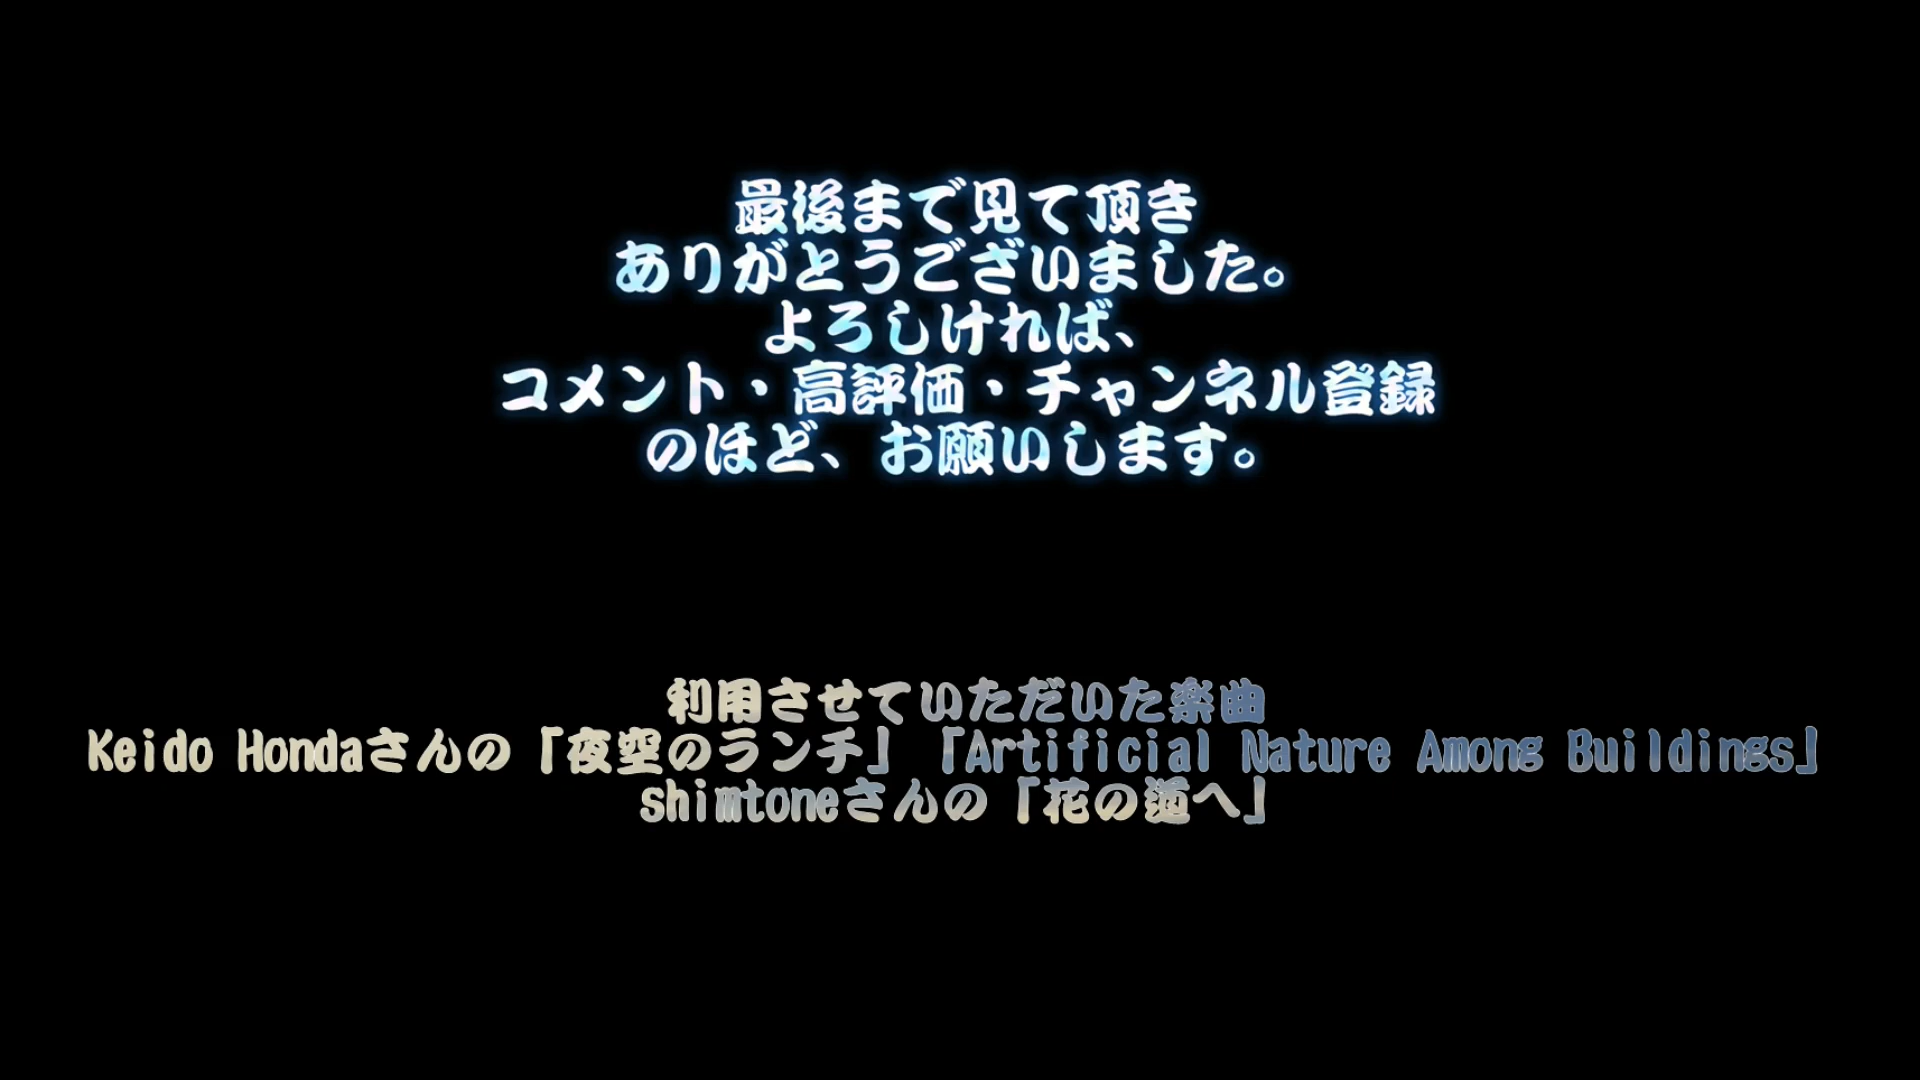 最後まで見て頂き
ありがとうございました。
よろしければ、
コメント・高評価・チャンネル登録
のほど、お願いします。
利用させていただいた楽曲
Keido Hondaさんの「夜空のランチ」「Artificial Nature Among Buildings」
shimtoneさんの「花の道へ」